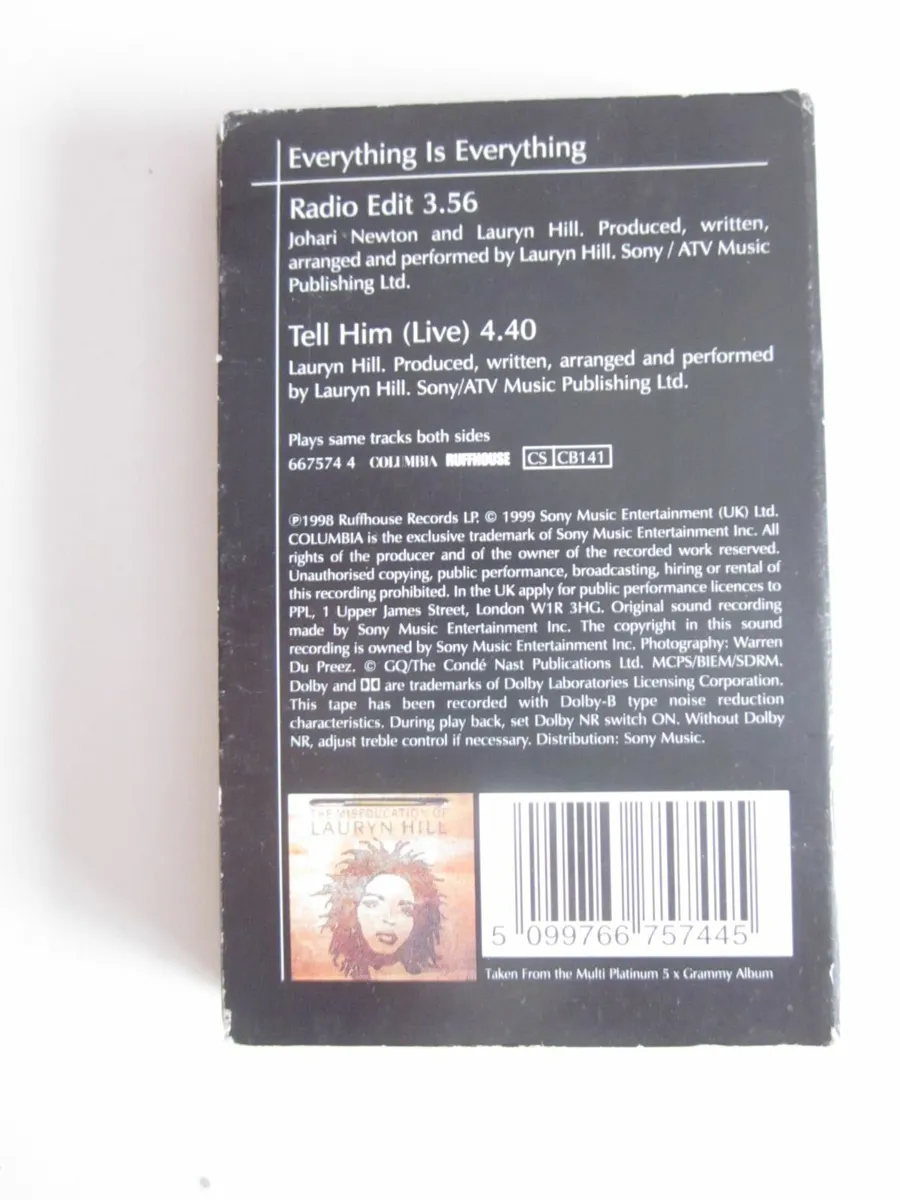 Everything Is Everything
Radio Edit 3.56
Johari Newton and Lauryn Hill. Produced, written,
arranged and performed by Lauryn Hill. Sony / ATV Music
Publishing Ltd.
Tell Him (Live) 4.40
Lauryn Hill. Produced, written, arranged and performed
by Lauryn Hill. Sony/ATV Music Publishing Ltd.
Plays same tracks both sides
667574 4 COLUMBIA RUFFHOUSE CS CB141
℗1998 Ruffhouse Records LP. © 1999 Sony Music Entertainment (UK) Ltd.
COLUMBIA is the exclusive trademark of Sony Music Entertainment Inc. All
rights of the producer and of the owner of the recorded work reserved.
Unauthorised copying, public performance, broadcasting, hiring or rental of
this recording prohibited. In the UK apply for public performance licences to
PPL, 1 Upper James Street, London W1R 3HG. Original sound recording
made by Sony Music Entertainment Inc. The copyright in this sound
recording is owned by Sony Music Entertainment Inc. Photography: Warren
Du Preez. © GQ/The Condé Nast Publications Ltd. MCPS/BIEM/SDRM.
Dolby and are trademarks of Dolby Laboratories Licensing Corporation.
This tape has been recorded with Dolby-B type noise reduction
characteristics. During play back, set Dolby NR switch ON. Without Dolby
NR, adjust treble control if necessary. Distribution: Sony Music.
THE MISEDUCATION OF
LAURYN HILL
5 099766 757445
Taken From the Multi Platinum 5 x Grammy Album